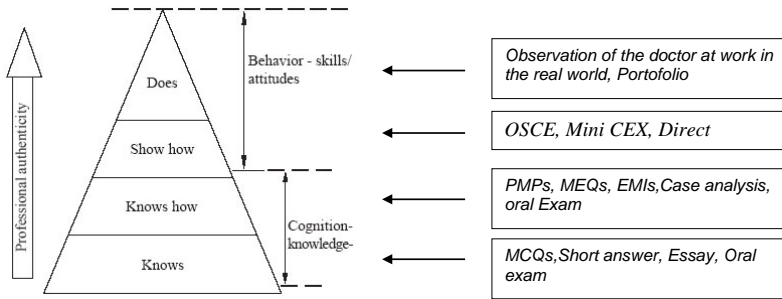 Professional authenticity
Does
Show how
Knows how
Knows
Behavior - skills/
attitudes
Cognition-
knowledge-
Observation of the doctor at work in
the real world, Portofolio
OSCE, Mini CEX, Direct
PMPs, MEQs, EMIs,Case analysis,
oral Exam
MCQs,Short answer, Essay, Oral
exam